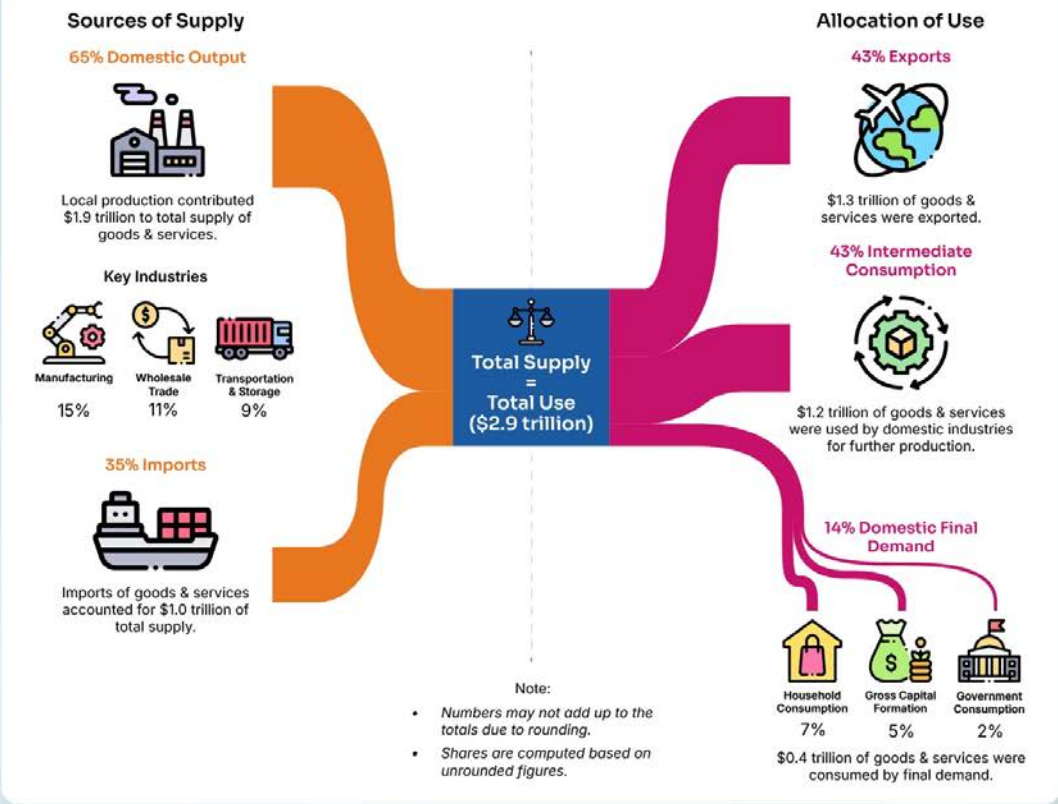 Sources of Supply
65% Domestic Output
Local production contributed
$1.9 trillion to total supply of
goods & services.
Key Industries
Manufacturing
15%
Wholesale
Trade
11%
Transportation
& Storage
9%
35% Imports
Imports of goods & services
accounted for $1.0 trillion of
total supply.
$
Total Supply
=
Total Use
($2.9 trillion)
Note:
• Numbers may not add up to the
totals due to rounding.
• Shares are computed based on
unrounded figures.
Allocation of Use
43% Exports
$1.3 trillion of goods &
services were exported.
43% Intermediate
Consumption
$1.2 trillion of goods & services
were used by domestic industries
for further production.
14% Domestic Final
Demand
$
Household
Consumption
7%
Gross Capital
Formation
5%
Government
Consumption
2%
$0.4 trillion of goods & services were
consumed by final demand.